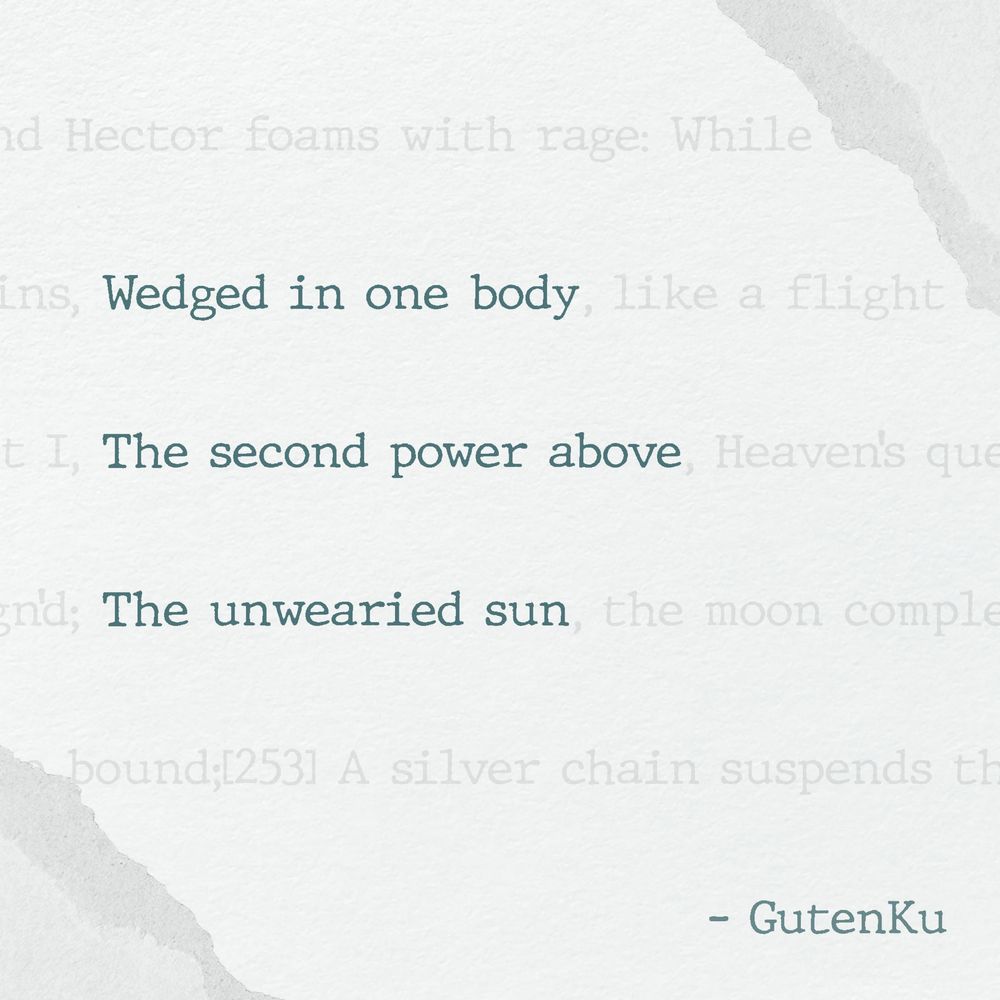 nd Hector foams with rage: While
ins, Wedged in one body, like a flight
t I, The second power above, Heaven's que
gn'd; The unwearied sun, the moon comple
bound;[253] A silver chain suspends th
- GutenKu